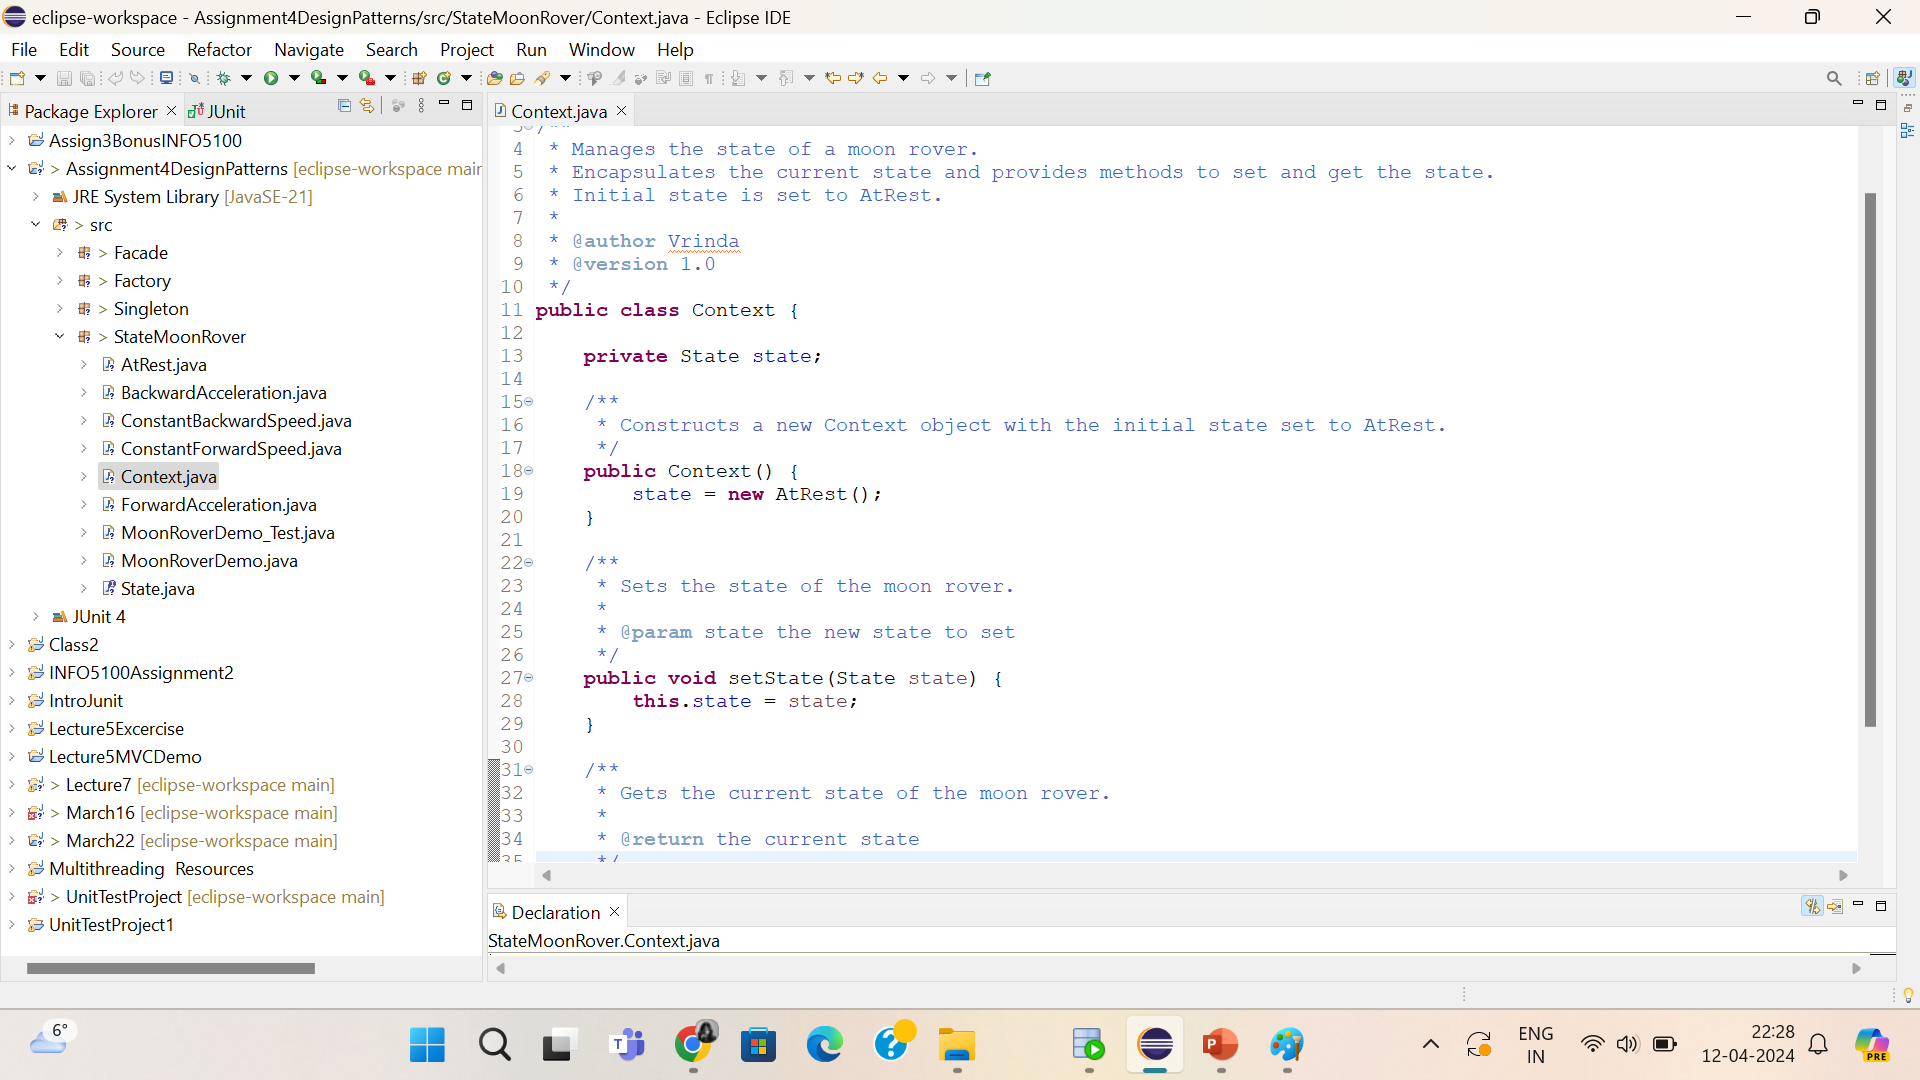 eclipse-workspace - Assignment4DesignPatterns/src/StateMoonRover/Context.java - Eclipse IDE
File Edit Source Refactor Navigate Search Project Run Window Help
Package Explorer
JUnit
Assign3BonusINFO5100
> Assignment4DesignPatterns [eclipse-workspace mair
JRE System Library [JavaSE-21]
> src
> Facade
> Factory
> Singleton
> StateMoonRover
AtRest.java
BackwardAcceleration.java
ConstantBackwardSpeed.java
ConstantForwardSpeed.java
Context.java
ForwardAcceleration.java
MoonRoverDemo_Test.java
MoonRoverDemo.java
State.java
JUnit 4
Class2
INFO5100Assignment2
IntroJunit
Lecture5Excercise
Lecture5MVCDemo
> Lecture7 [eclipse-workspace main]
> March16 [eclipse-workspace main]
> March22 [eclipse-workspace main]
Multithreading Resources
> UnitTestProject [eclipse-workspace main]
UnitTestProject1
Context.java
3 /**
4 * Manages the state of a moon rover.
5 * Encapsulates the current state and provides methods to set and get the state.
6 * Initial state is set to AtRest.
7 *
8 * @author Vrinda
9 * @version 1.0
10 */
11 public class Context {
12
13 private State state;
14
15 /**
16 * Constructs a new Context object with the initial state set to AtRest.
17 */
18 public Context() {
19 state = new AtRest();
20 }
21
22 /**
23 * Sets the state of the moon rover.
24 *
25 * @param state the new state to set
26 */
27 public void setState(State state) {
28 this.state = state;
29 }
30
31 /**
32 * Gets the current state of the moon rover.
33 *
34 * @return the current state
35 */
Declaration
StateMoonRover.Context.java
6°
ENG
IN
22:28
12-04-2024
PRE